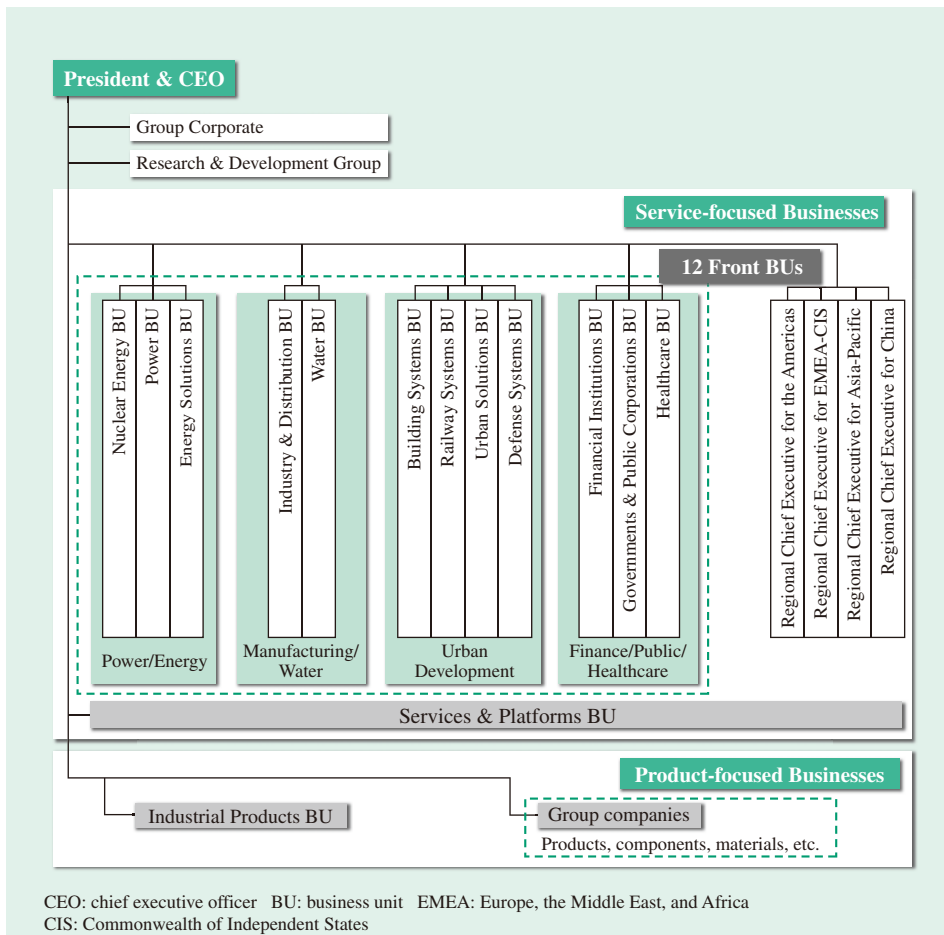 President & CEO
Group Corporate
Research & Development Group
Service-focused Businesses
12 Front BUs
Nuclear Energy BU
Power BU
Energy Solutions BU
Power/Energy
Industry & Distribution BU
Water BU
Manufacturing/
Water
Building Systems BU
Railway Systems BU
Urban Solutions BU
Defense Systems BU
Urban
Development
Financial Institutions BU
Governments & Public Corporations BU
Healthcare BU
Finance/Public/
Healthcare
Regional Chief Executive for the Americas
Regional Chief Executive for EMEA-CIS
Regional Chief Executive for Asia-Pacific
Regional Chief Executive for China
Services & Platforms BU
Product-focused Businesses
Industrial Products BU
Group companies
Products, components, materials, etc.
CEO: chief executive officer BU: business unit EMEA: Europe, the Middle East, and Africa
CIS: Commonwealth of Independent States